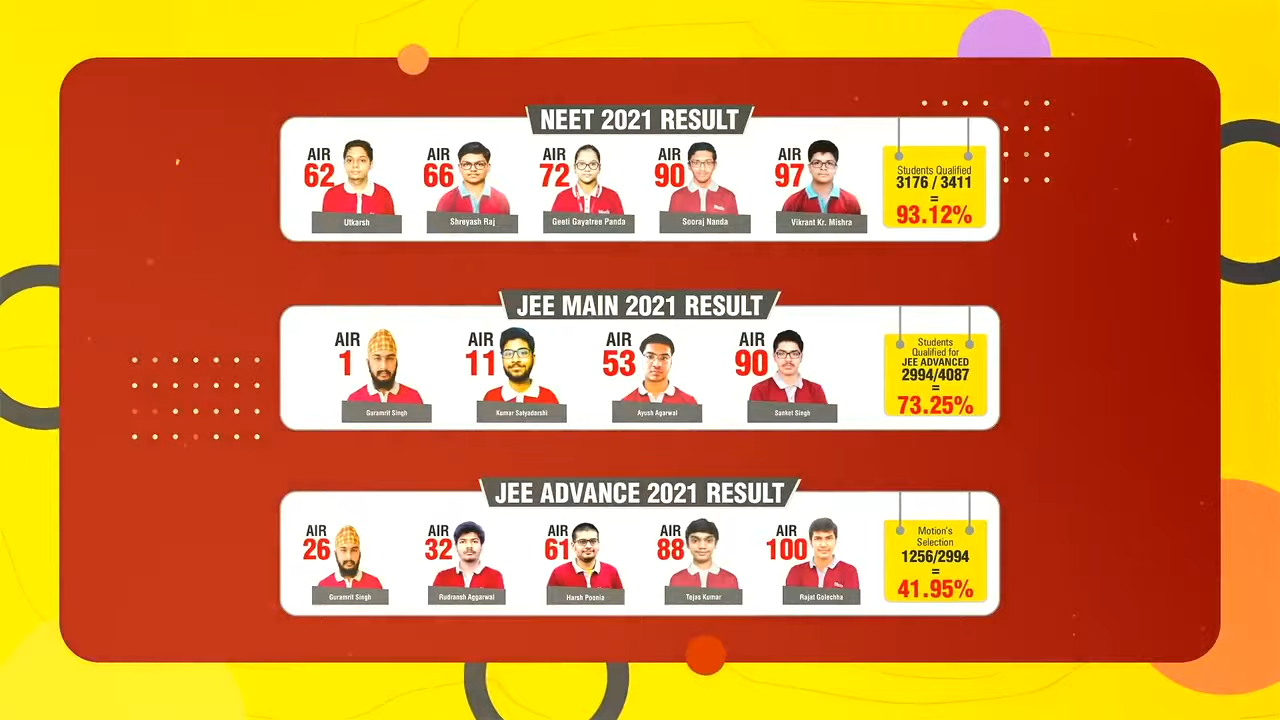 NEET 2021 RESULT
AIR 62
AIR 66
AIR 72
AIR 90
AIR 97
Utkarsh
Shreyash Raj
Geeti Gayatree Panda
Sooraj Nanda
Vikrant Kr. Mishra
Students Qualified
3176 / 3411
=
93.12%
JEE MAIN 2021 RESULT
AIR 1
AIR 11
AIR 53
AIR 90
Guramrit Singh
Kumar Satyadarshi
Ayush Agarwal
Sanket Singh
Students
Qualified for
JEE ADVANCED
2994/4087
=
73.25%
JEE ADVANCE 2021 RESULT
AIR 26
AIR 32
AIR 61
AIR 88
AIR 100
Guramrit Singh
Rudransh Aggarwal
Harsh Poonia
Tejas Kumar
Rajat Golechha
Motion's
Selection
1256/2994
=
41.95%